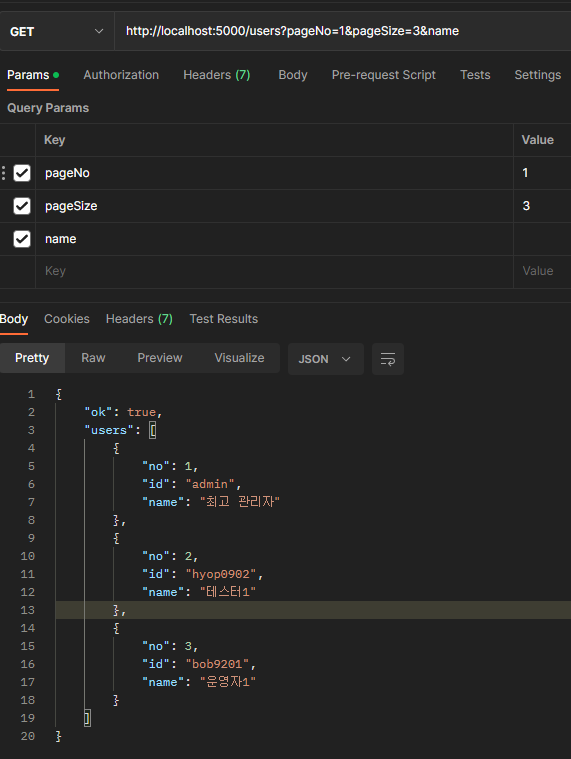 GET http://localhost:5000/users?pageNo=1&pageSize=3&name
Params Authorization Headers (7) Body Pre-request Script Tests Settings
Query Params
Key Value
pageNo 1
pageSize 3
name
Key Value
Body Cookies Headers (7) Test Results
Pretty Raw Preview Visualize JSON
1 {
2 "ok": true,
3 "users": [
4 {
5 "no": 1,
6 "id": "admin",
7 "name": "최고 관리자"
8 },
9 {
10 "no": 2,
11 "id": "hyop0902",
12 "name": "테스터1"
13 },
14 {
15 "no": 3,
16 "id": "bob9201",
17 "name": "운영자1"
18 }
19 ]
20 }